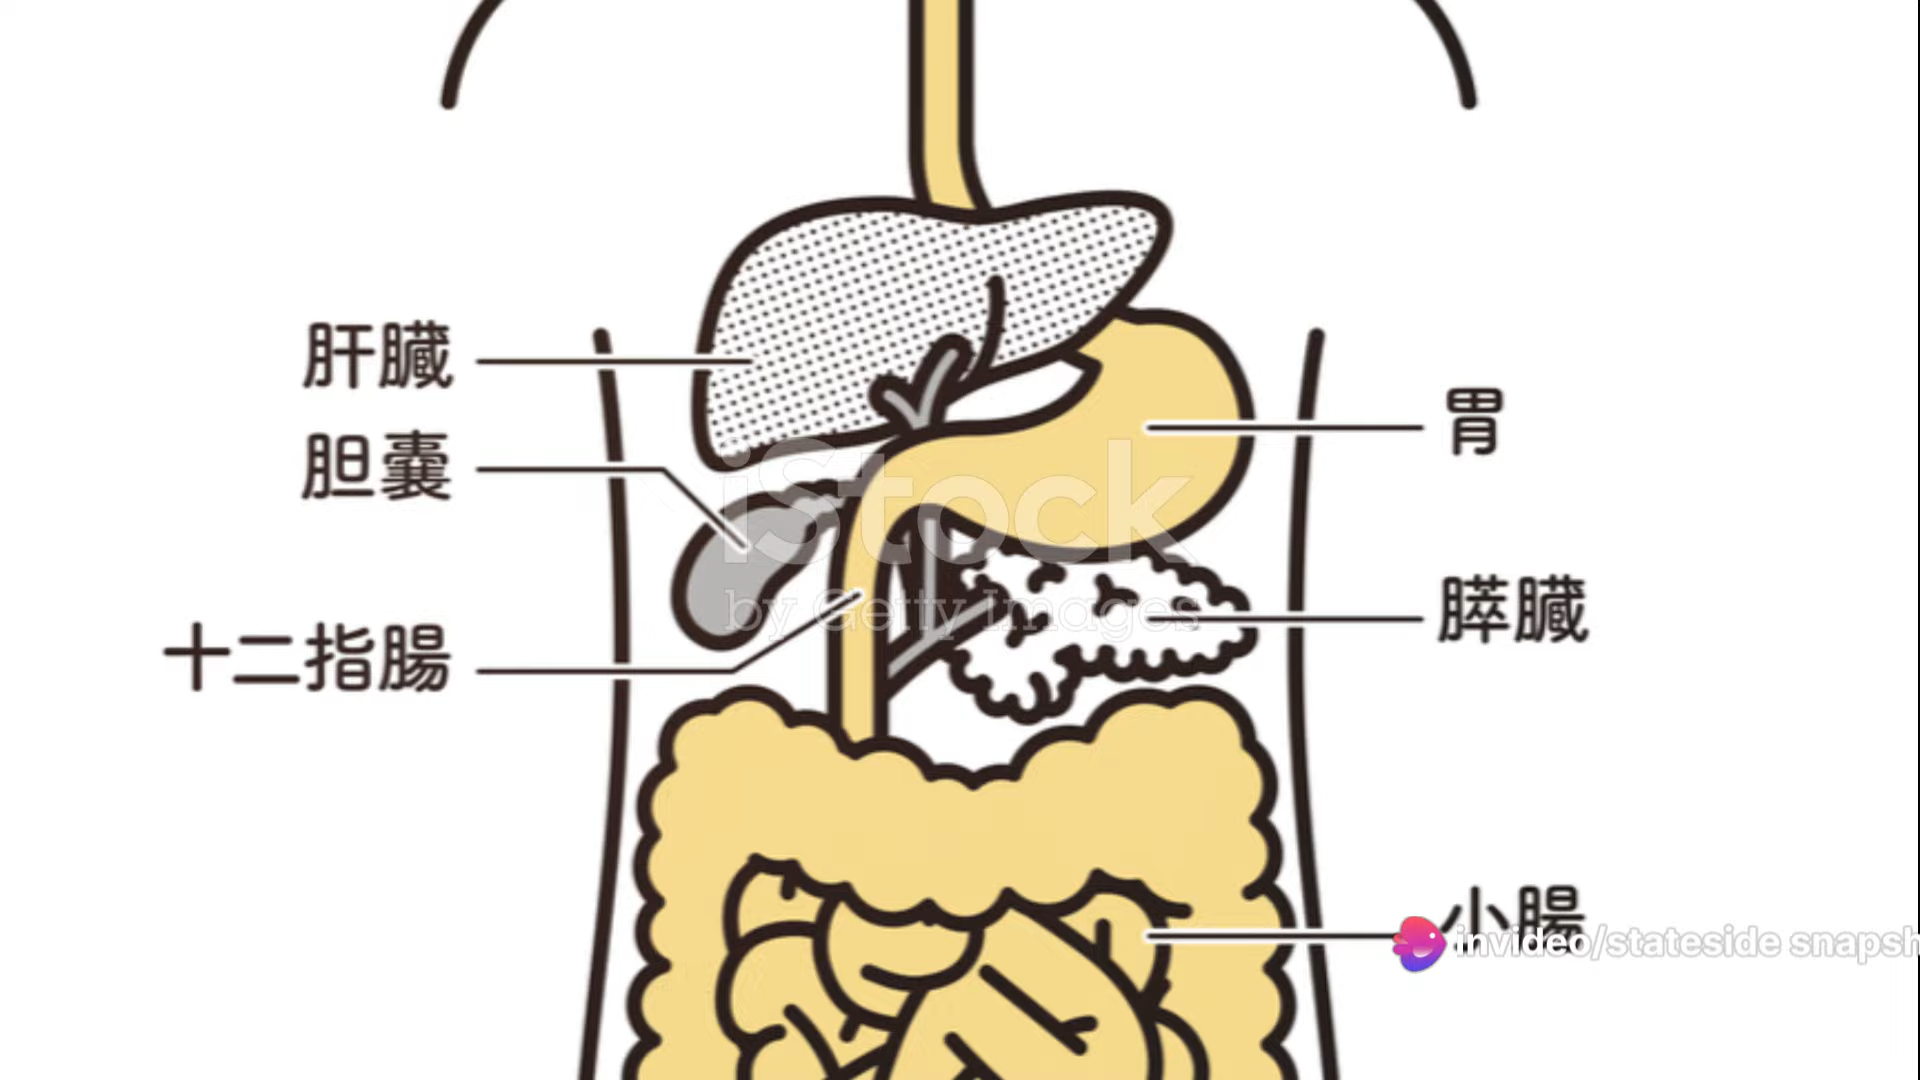 肝臓
胆嚢
十二指腸
胃
膵臓
小腸
iStock
by Getty Images
invideo/stateside snapsh